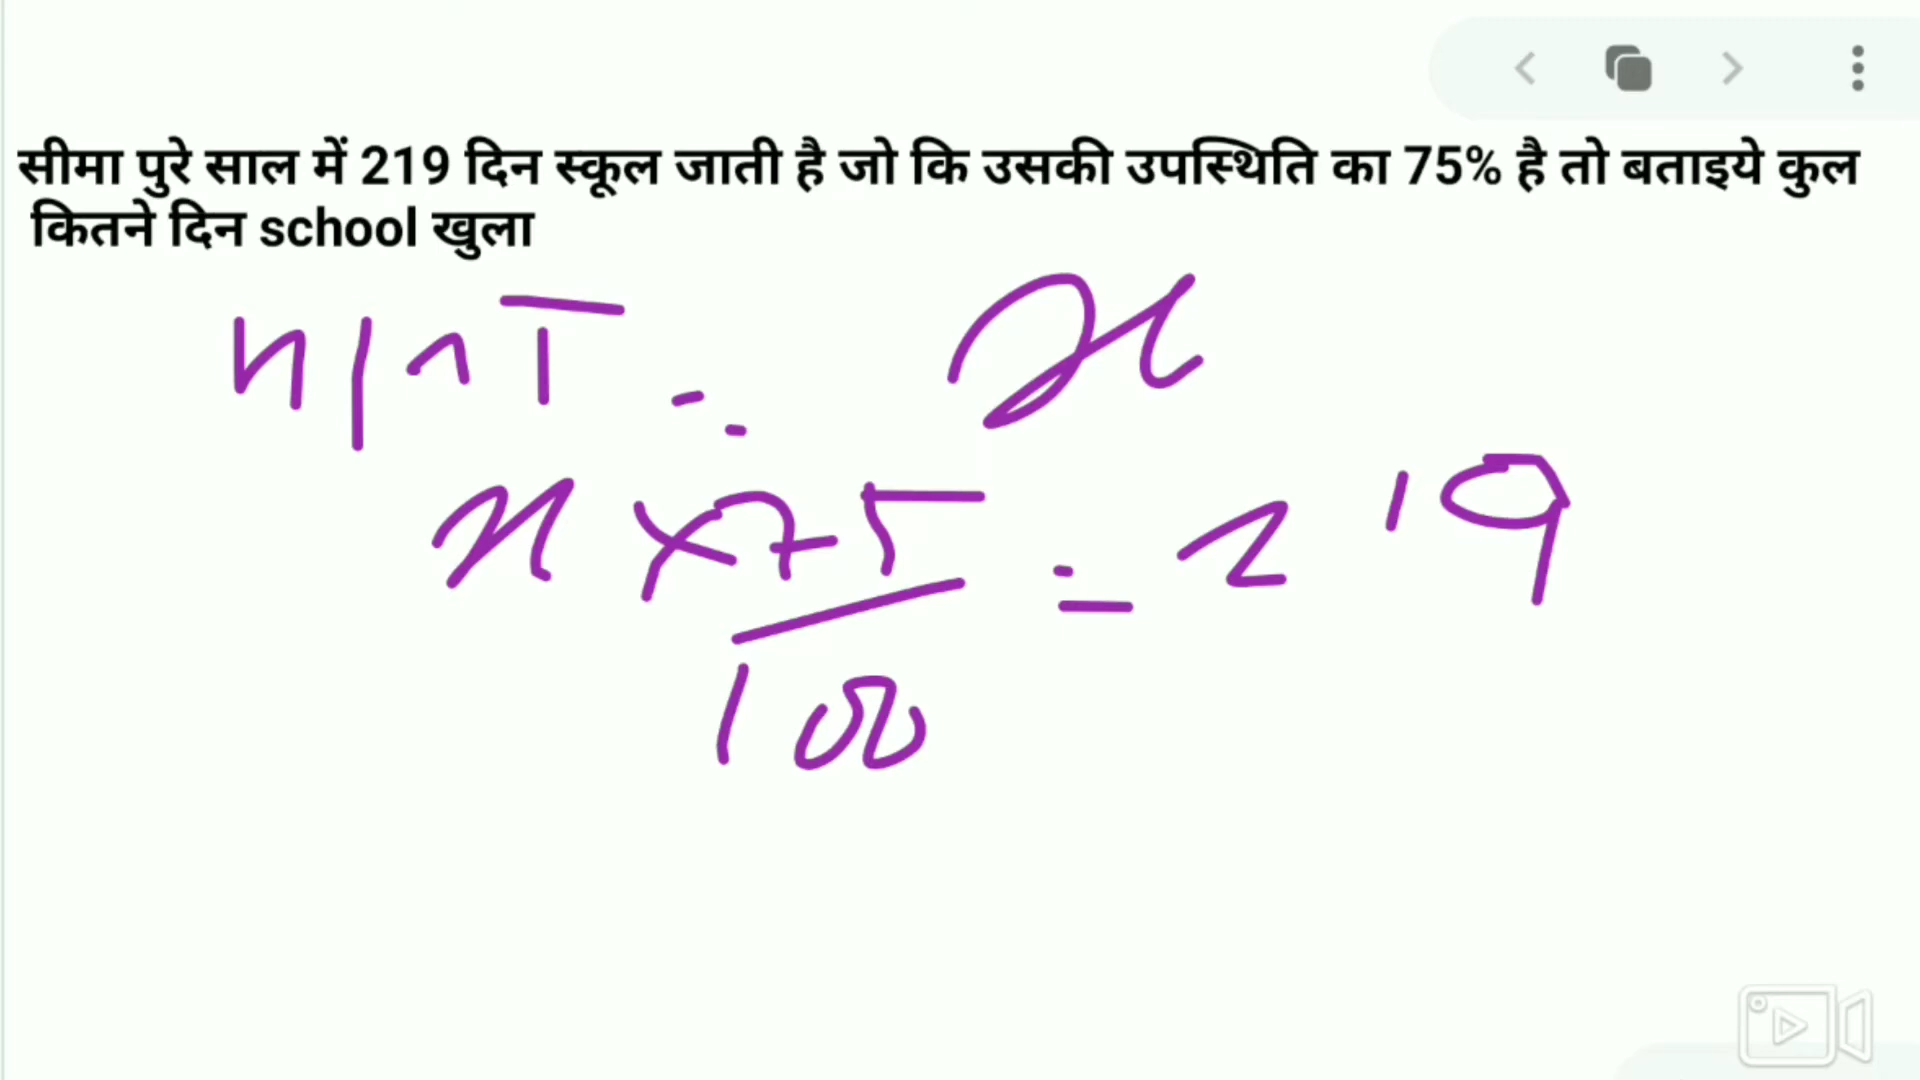 सीमा पुरे साल में 219 दिन स्कूल जाती है जो कि उसकी उपस्थिति का 75% है तो बताइये कुल
कितने दिन school खुला
माना x
x × 75 / 100 = 219